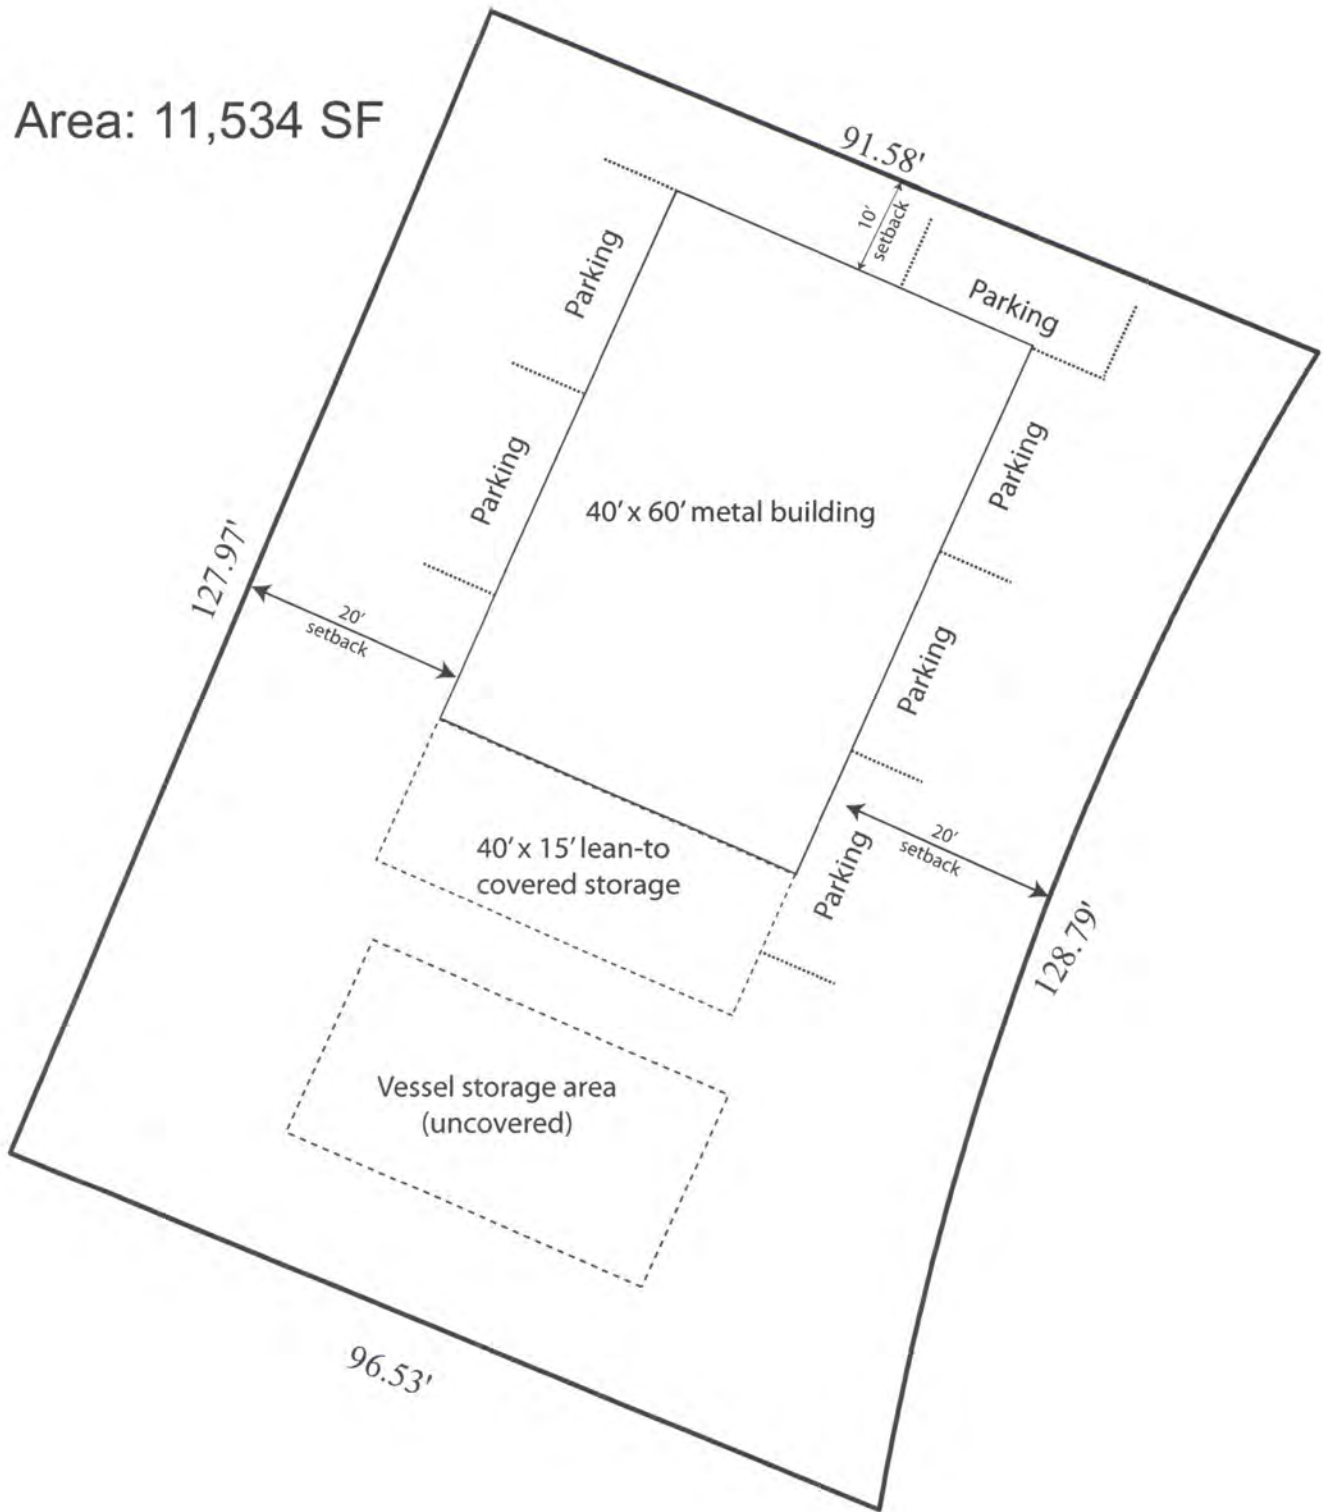 Area: 11,534 SF
91.58'
10'
setback
Parking
Parking
Parking
Parking
40' x 60' metal building
127.97'
20'
setback
Parking
40' x 15' lean-to
covered storage
Parking
20'
setback
128.79'
Vessel storage area
(uncovered)
96.53'